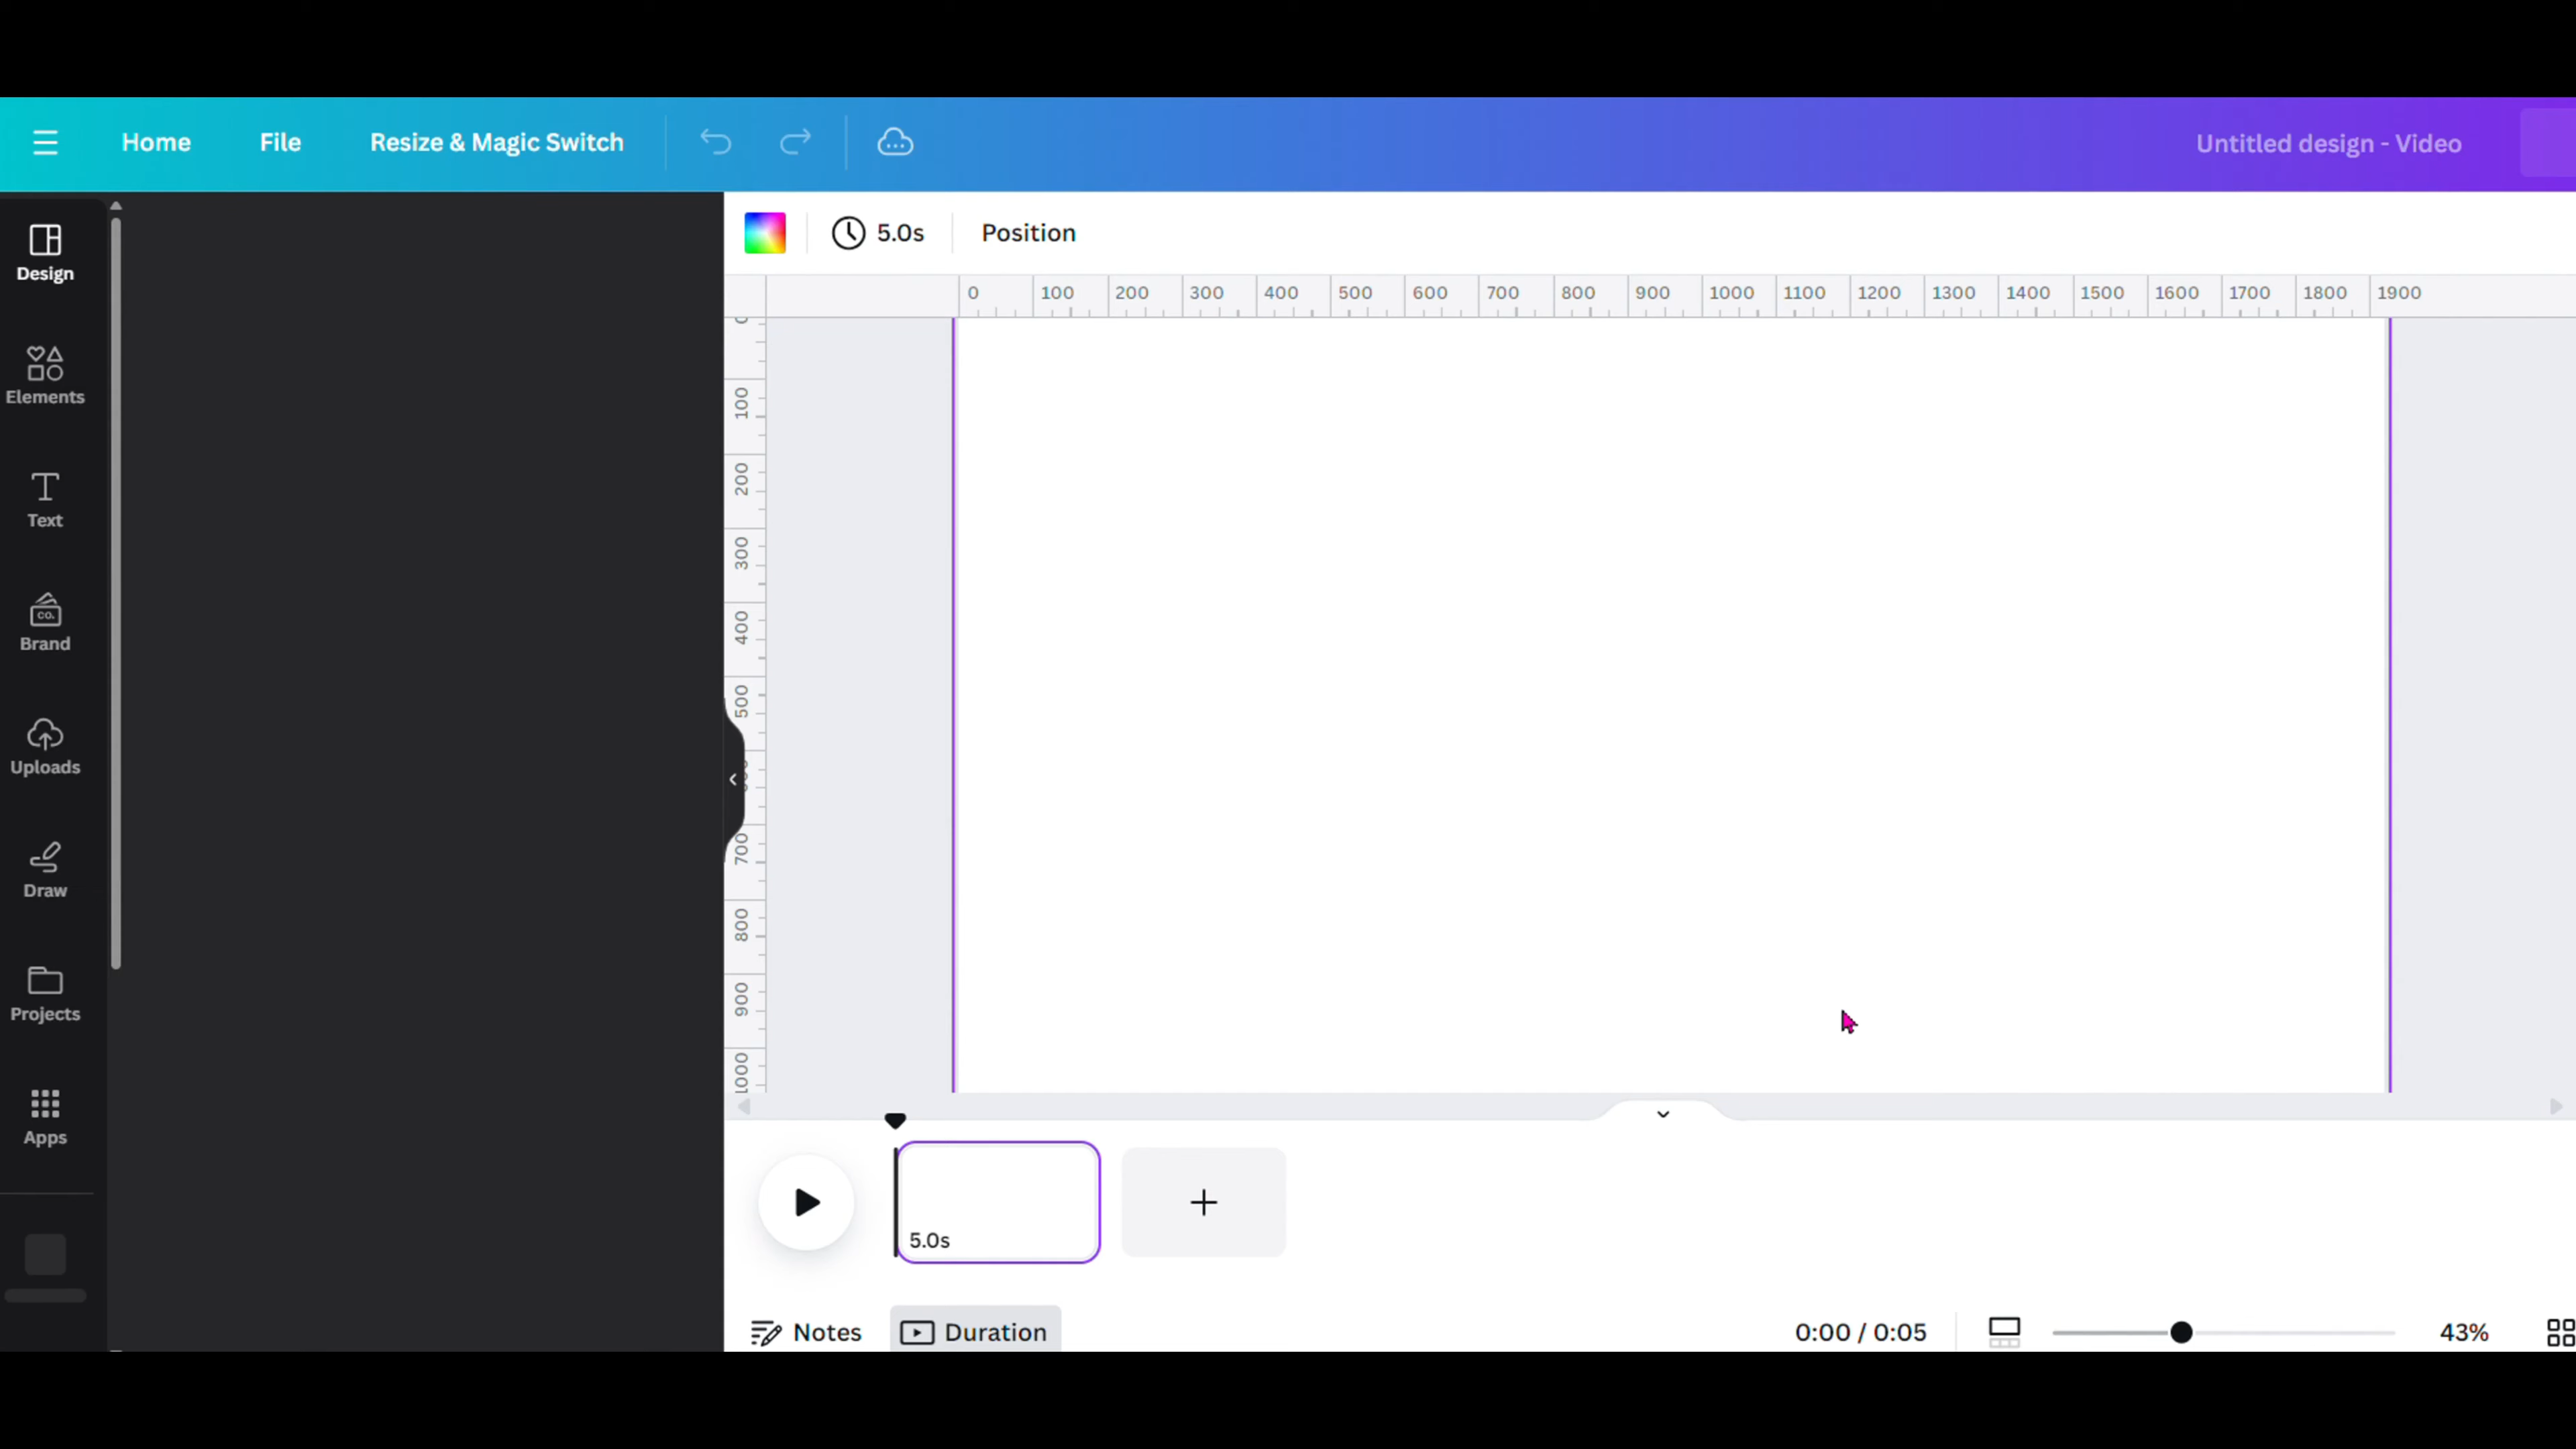 Home File Resize & Magic Switch Untitled design - Video
5.0s Position
Design
Elements
Text
CO.
Brand
Uploads
Draw
Projects
Apps
0 100 200 300 400 500 600 700 800 900 1000 1100 1200 1300 1400 1500 1600 1700 1800 1900
0
100
200
300
400
500
700
800
900
1000
5.0s
Notes Duration 0:00 / 0:05 43%